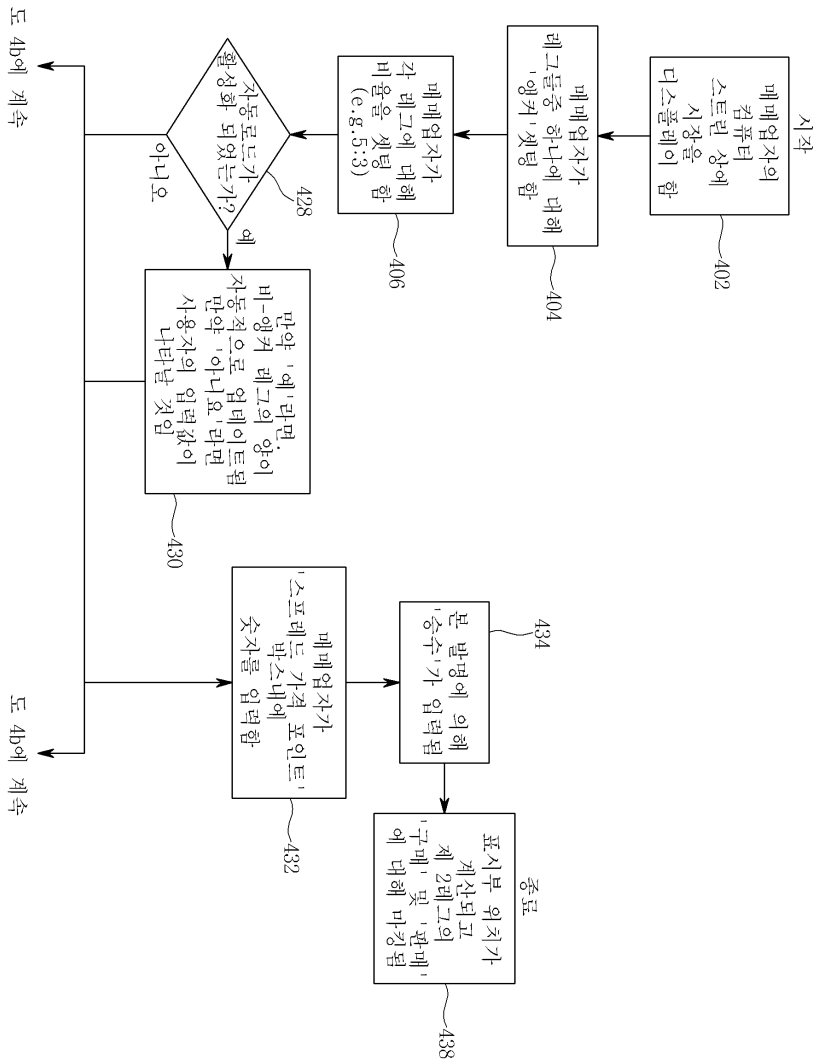 시작
매매업자의
컴퓨터
스트린 상에
시장을
디스플레이 함
402
매매업자가
레그들중 하나에 대해
'앵커'셋팅 함
404
매매업자가
각 레그에 대해
비율을 셋팅 함
(e.g.5:3)
406
자동로드가
활성화 되었는가?
428
예
아니요
만약 '예'라면.
비-앵커 레그의 양이
자동적으로 업데이트됨
만약 '아니요'라면
사용자의 입력값이
나타날 것임
430
도 4b에 계속
매매업자가
'스프레드 가격 포인트'
박스내에
숫자를 입력함
432
본 발명에 의해
'승수'가 입력됨
434
종료
표시부 위치가
계산되고
제 2레그의
'구매' 및 '판매'
에 대해 마킹됨
438
도 4b에 계속